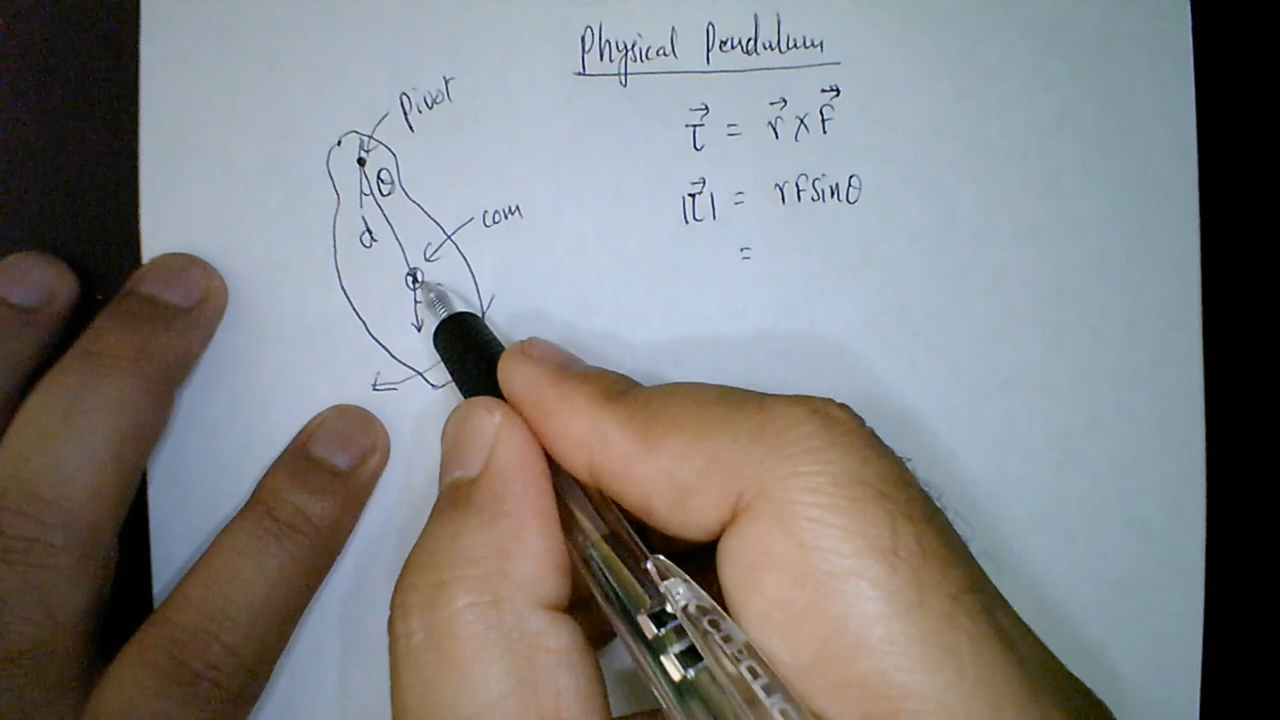 Physical Pendulum
pivot
θ
d
com
τ⃗ = r⃗ × F⃗
|τ⃗| = rFsinθ
=